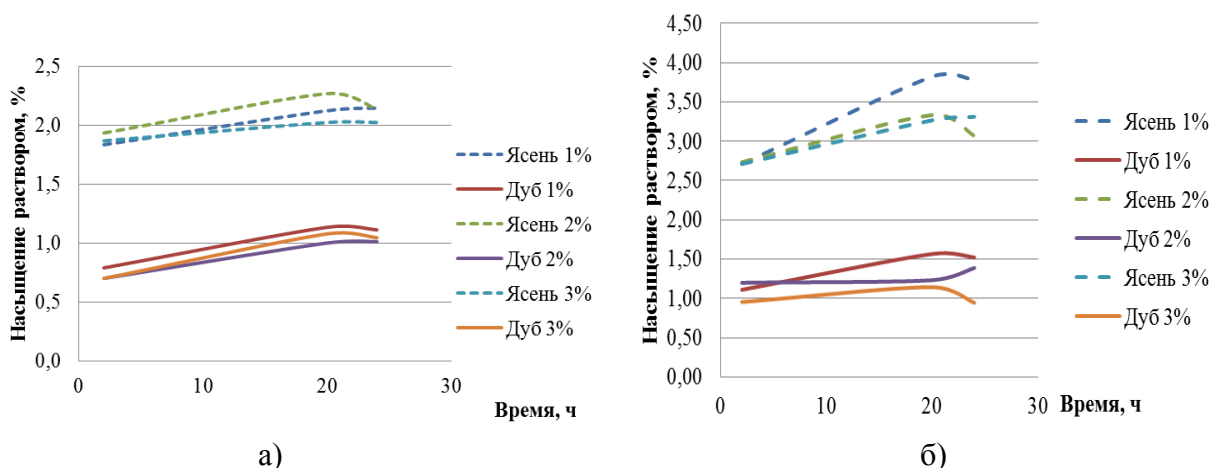 Насыщение раствором, %
2,5
2,0
1,5
1,0
0,5
0,0
0
10
20
30
Время, ч
Ясень 1%
Дуб 1%
Ясень 2%
Дуб 2%
Ясень 3%
Дуб 3%
а)
Насыщение раствором, %
4,50
4,00
3,50
3,00
2,50
2,00
1,50
1,00
0,50
0,00
0
10
20
30
Время, ч
Ясень 1%
Дуб 1%
Ясень 2%
Дуб 2%
Ясень 3%
Дуб 3%
б)